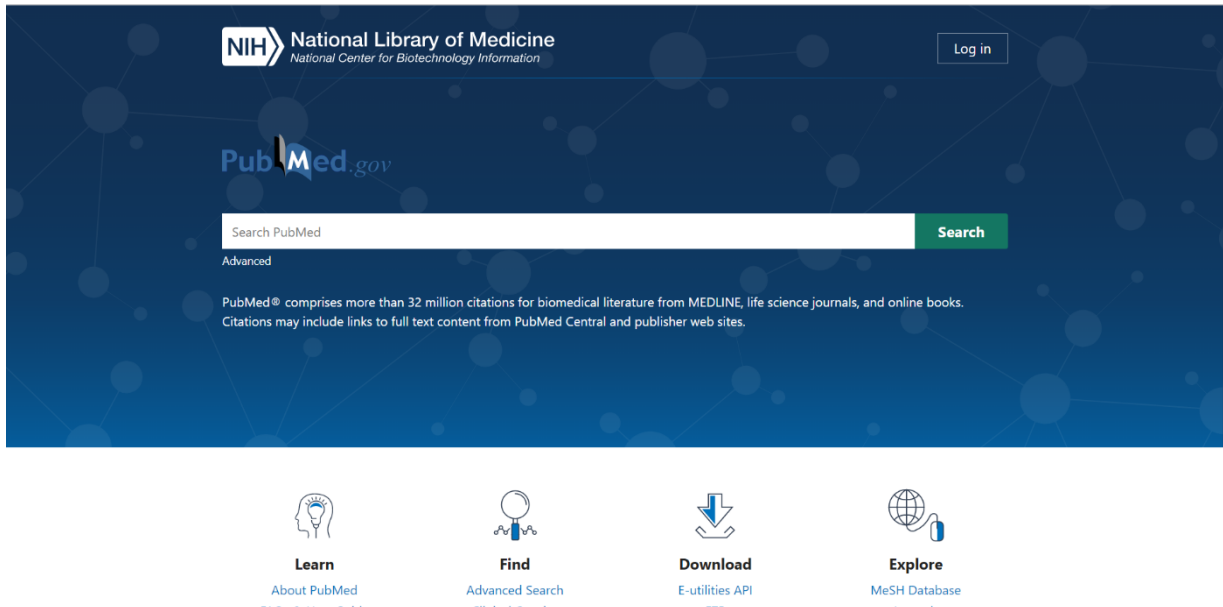 NIH National Library of Medicine
National Center for Biotechnology Information
Log in
PubMed.gov
Search PubMed
Search
Advanced
PubMed® comprises more than 32 million citations for biomedical literature from MEDLINE, life science journals, and online books.
Citations may include links to full text content from PubMed Central and publisher web sites.
Learn
Find
Download
Explore
About PubMed
Advanced Search
E-utilities API
MeSH Database